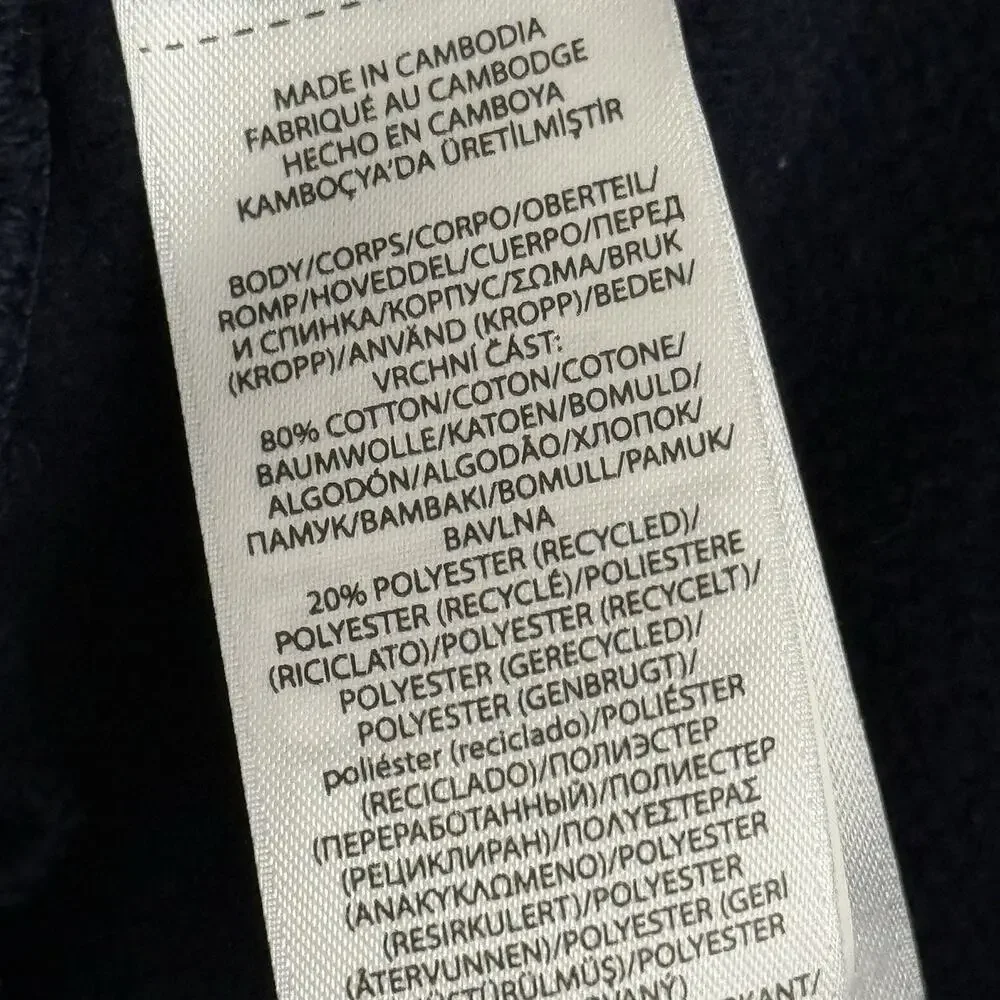 MADE IN CAMBODIA
FABRIQUÉ AU CAMBODGE
HECHO EN CAMBOYA
KAMBOÇYA'DA ÜRETİLMİŞTİR
BODY/CORPS/CORPO/OBERTEIL/
ROMP/HOVEDDEL/CUERPO/ПЕРЕД
И СПИНКА/КОРПУС/ΣΩΜΑ/BRUK
(KROPP)/ANVÄND (KROPP)/BEDEN/
VRCHNÍ ČÁST:
80% COTTON/COTON/COTONE/
BAUMWOLLE/KATOEN/BOMULD/
ALGODÓN/ALGODÃO/ХЛОПОК/
ПАМУК/BAMBAKI/BOMULL/PAMUK/
BAVLNA
20% POLYESTER (RECYCLED)/
POLYESTER (RECYCLÉ)/POLIESTERE
(RICICLATO)/POLYESTER (RECYCELT)/
POLYESTER (GERECYCLED)/
POLYESTER (GENBRUGT)/
poliéster (reciclado)/POLIÉSTER
(RECICLADO)/ПОЛИЭСТЕР
(ПЕРЕРАБОТАННЫЙ)/ПОЛИЕСТЕР
(РЕЦИКЛИРАН)/ΠΟΛΥΕΣΤΕΡΑΣ
(ΑΝΑΚΥΚΛΩΜΕΝΟ)/POLYESTER
(RESIRKULERT)/POLYESTER
(ÅTERVUNNEN)/POLYESTER (GERİ
DÖNÜŞTÜRÜLMÜŞ)/POLYESTER